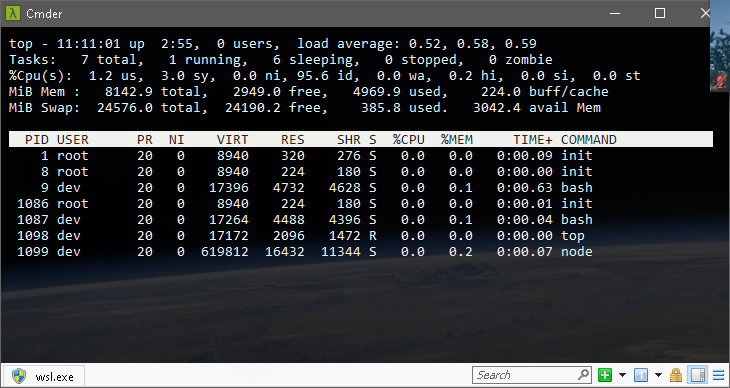 Cmder
top - 11:11:01 up  2:55,  0 users,  load average: 0.52, 0.58, 0.59
Tasks:   7 total,   1 running,   6 sleeping,   0 stopped,   0 zombie
%Cpu(s):  1.2 us,  3.0 sy,  0.0 ni, 95.6 id,  0.0 wa,  0.2 hi,  0.0 si,  0.0 st
MiB Mem :   8142.9 total,   2949.0 free,   4969.9 used,    224.0 buff/cache
MiB Swap:  24576.0 total,  24190.2 free,    385.8 used.   3042.4 avail Mem
PID USER      PR  NI    VIRT    RES    SHR S  %CPU  %MEM     TIME+ COMMAND
1 root      20   0    8940    320    276 S   0.0   0.0   0:00.09 init
8 root      20   0    8940    224    180 S   0.0   0.0   0:00.00 init
9 dev       20   0   17396   4732   4628 S   0.0   0.1   0:00.63 bash
1086 root      20   0    8940    224    180 S   0.0   0.0   0:00.01 init
1087 dev       20   0   17264   4488   4396 S   0.0   0.1   0:00.04 bash
1098 dev       20   0   17172   2096   1472 R   0.0   0.0   0:00.00 top
1099 dev       20   0  619812  16432  11344 S   0.0   0.2   0:00.07 node
wsl.exe
Search